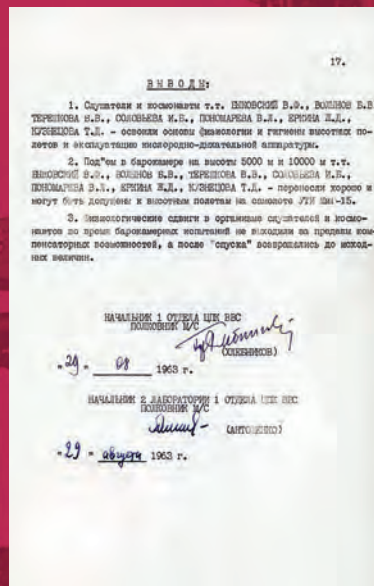 17.
ВЫВОДЫ:
1. Слушатели и космонавты т.т. БЫКОВСКИЙ В.Ф., ВОЛЫНОВ Б.В
ТЕРЕШКОВА В.В., СОЛОВЬЕВА И.Б., ПОНОМАРЕВА В.Л., ЕРКИНА Ж.Д.,
КУЗНЕЦОВА Т.Д. - освоили основы физиологии и гигиены высотных по-
летов и эксплуатацию кислородно-дыхательной аппаратуры.
2. Под"ем в барокамере на высоты 5000 м и 10000 м т.т.
БЫКОВСКИЙ В.Ф., ВОЛЫНОВ Б.В., ТЕРЕШКОВА В.В., СОЛОВЬЕВА И.Б.,
ПОНОМАРЕВА В.Л., ЕРКИНА Ж.Д., КУЗНЕЦОВА Т.Д. - перенесли хорошо и
могут быть допущены к высотным полетам на самолете УТИ Миг-15.
3. Физиологические сдвиги в организме слушателей и космо-
навтов во время барокамерных испытаний не выходили за пределы ком-
пенсаторных возможностей, а после "спуска" возвращались до исход-
ных величин.
НАЧАЛЬНИК 1 ОТДЕЛА ЦПК ВВС
ПОЛКОВНИК М/С
(ХЛЕБНИКОВ)
"29" 08 1963 г.
НАЧАЛЬНИК 2 ЛАБОРАТОРИИ 1 ОТДЕЛА ЦПК ВВС
ПОЛКОВНИК М/С
(АНТОЩЕНКО)
"29" августа 1963 г.